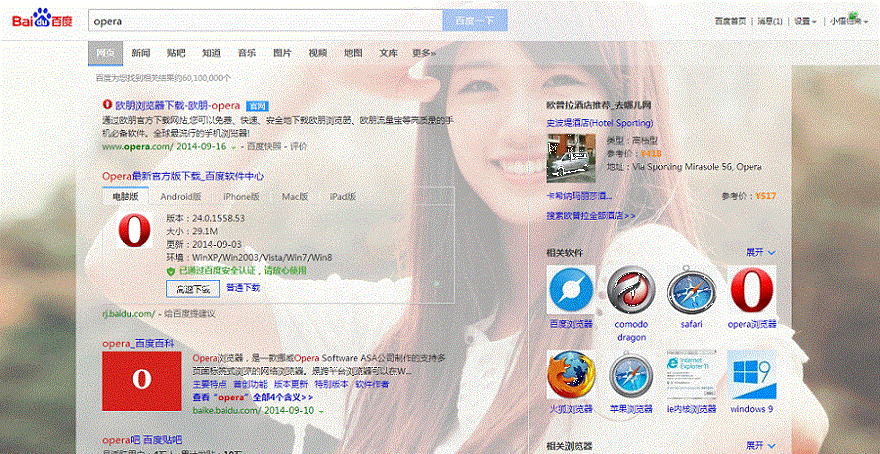 Bai du 百度
opera
百度一下
百度首页 | 消息(1) | 设置
网页 新闻 贴吧 知道 音乐 图片 视频 地图 文库 更多»
百度为您找到相关结果约60,100,000个
欧朋浏览器下载-欧朋-opera 官网
通过欧朋官方下载网站,您可以免费、快速、安全地下载欧朋浏览器、欧朋流量宝等高质量的手
机必备软件。全球最流行的手机浏览器!
www.opera.com/ 2014-09-16 - 百度快照 - 评价
Opera最新官方版下载_百度软件中心
电脑版 Android版 iPhone版 Mac版 iPad版
版本：24.0.1558.53
大小：29.1M
更新：2014-09-03
环境：WinXP/Win2003/Vista/Win7/Win8
已通过百度安全认证，请放心使用
高速下载 普通下载
rj.baidu.com/ - 给百度提建议
opera_百度百科
Opera浏览器，是一款挪威Opera Software ASA公司制作的支持多
页面标签式浏览的网络浏览器。是跨平台浏览器可以在W...
主要特点 首创功能 版本更新 特别版本 软件作者
查看“opera”全部4个含义>>
baike.baidu.com/ 2014-09-10
opera吧 百度贴吧
欧普拉酒店推荐_去哪儿网
史波堤酒店(Hotel Sporting)
类型：高档型
参考价：¥418
地址：Via Sporting Mirasole 56, Opera
卡希纳玛丽莎酒... 参考价：¥517
搜索欧普拉全部酒店>>
相关软件 展开
百度浏览器 comodo dragon safari opera浏览器
火狐浏览器 苹果浏览器 ie内核浏览器 windows 9
相关浏览器 展开